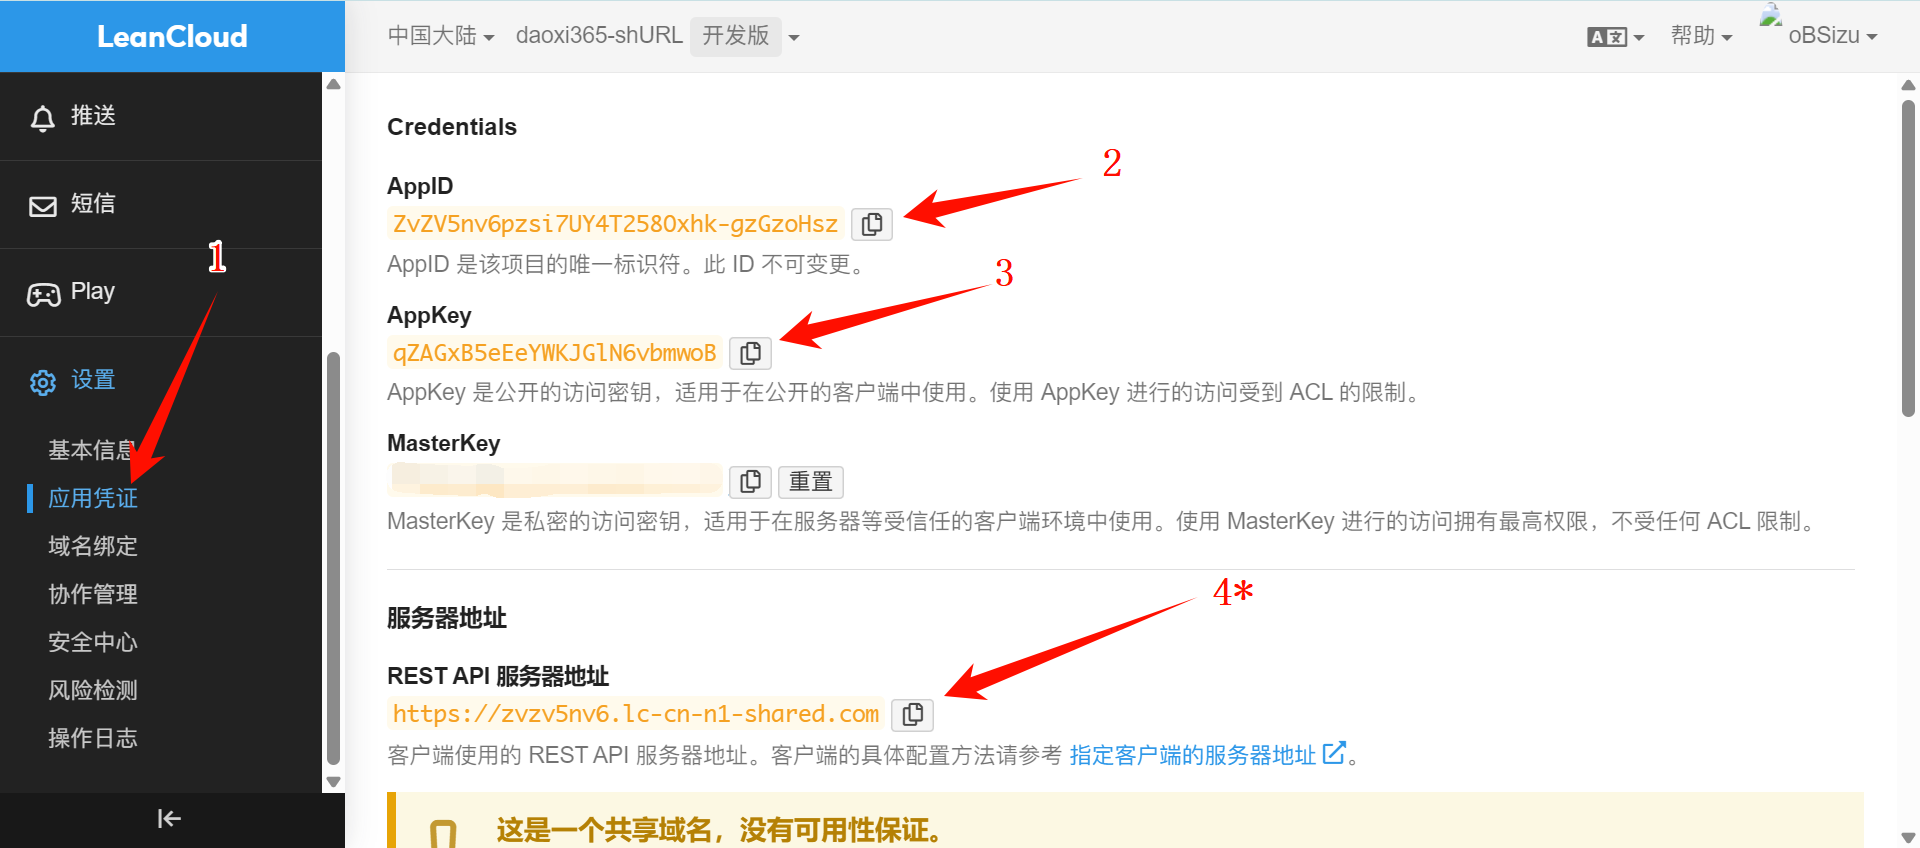 LeanCloud
中国大陆 daoxi365-shURL 开发版
帮助 oBSizu
推送
短信
Play
设置
基本信息
应用凭证
域名绑定
协作管理
安全中心
风险检测
操作日志
1
Credentials
2
AppID
ZvZV5nv6pzsi7UY4T258Oxhk-gzGzoHsz
AppID 是该项目的唯一标识符。此 ID 不可变更。
3
AppKey
qZAGxB5eEeYWKJGlN6vbmwoB
AppKey 是公开的访问密钥，适用于在公开的客户端中使用。使用 AppKey 进行的访问受到 ACL 的限制。
MasterKey
重置
MasterKey 是私密的访问密钥，适用于在服务器等受信任的客户端环境中使用。使用 MasterKey 进行的访问拥有最高权限，不受任何 ACL 限制。
4*
服务器地址
REST API 服务器地址
https://zvzv5nv6.lc-cn-n1-shared.com
客户端使用的 REST API 服务器地址。客户端的具体配置方法请参考 指定客户端的服务器地址。
这是一个共享域名，没有可用性保证。